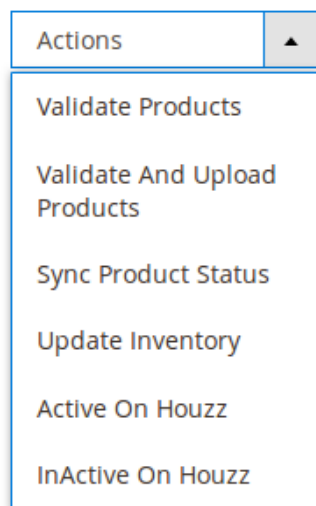 Actions
Validate Products
Validate And Upload
Products
Sync Product Status
Update Inventory
Active On Houzz
InActive On Houzz